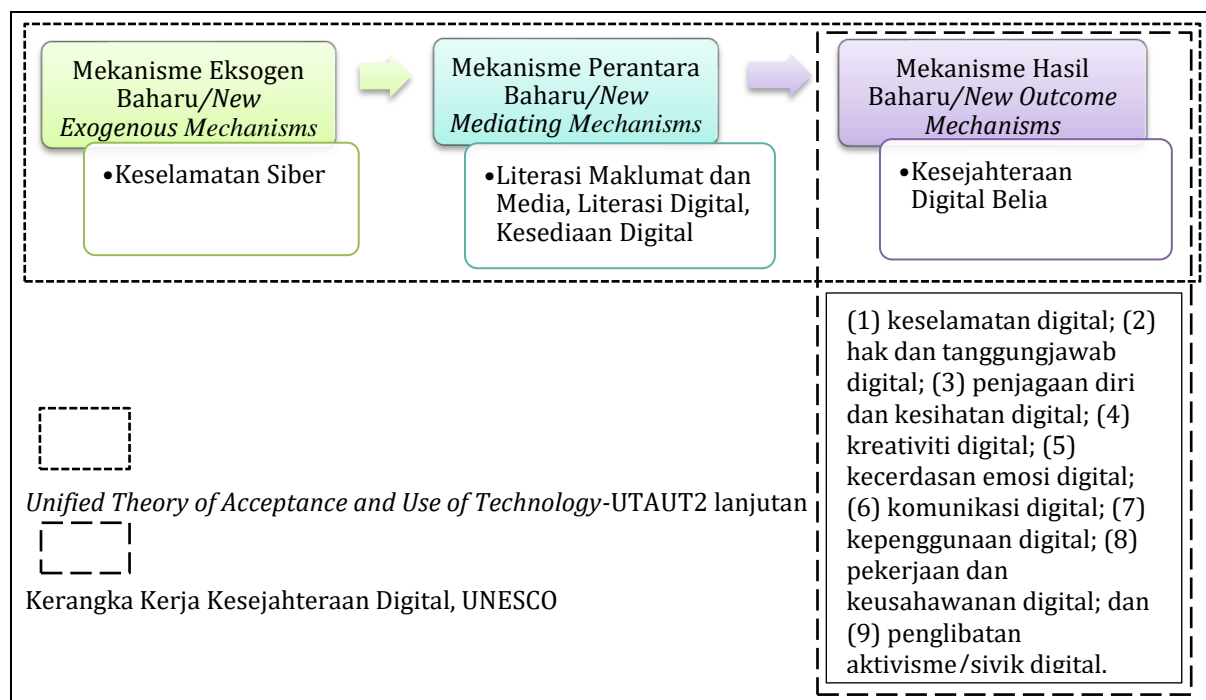 Mekanisme Eksogen
Baharu/New
Exogenous Mechanisms
•Keselamatan Siber
Mekanisme Perantara
Baharu/New
Mediating Mechanisms
•Literasi Maklumat dan
Media, Literasi Digital,
Kesediaan Digital
Mekanisme Hasil
Baharu/New Outcome
Mechanisms
•Kesejahteraan
Digital Belia
(1) keselamatan digital; (2)
hak dan tanggungjawab
digital; (3) penjagaan diri
dan kesihatan digital; (4)
kreativiti digital; (5)
kecerdasan emosi digital;
(6) komunikasi digital; (7)
kepenggunaan digital; (8)
pekerjaan dan
keusahawanan digital; dan
(9) penglibatan
aktivisme/sivik digital.
Unified Theory of Acceptance and Use of Technology-UTAUT2 lanjutan
Kerangka Kerja Kesejahteraan Digital, UNESCO